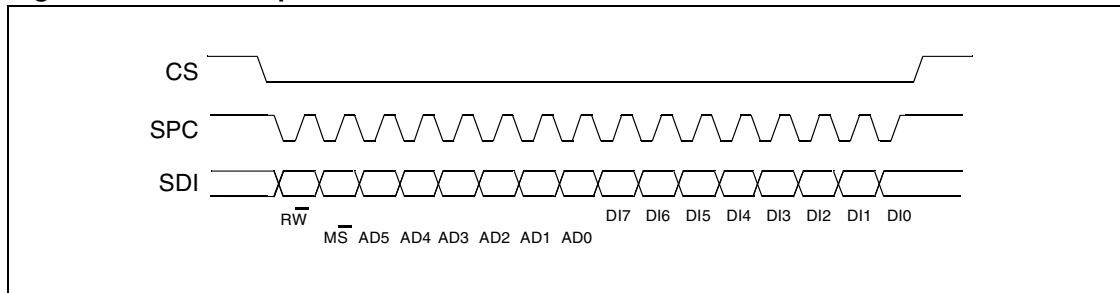 CS
SPC
SDI
RW̅ DI7 DI6 DI5 DI4 DI3 DI2 DI1 DI0
MS̅ AD5 AD4 AD3 AD2 AD1 AD0